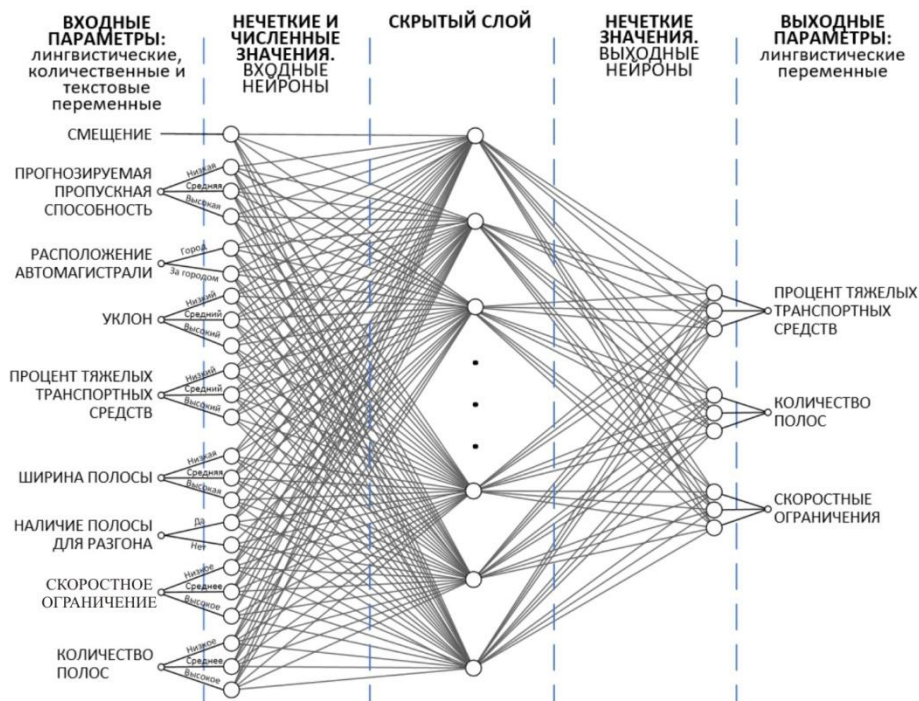 ВХОДНЫЕ
ПАРАМЕТРЫ:
лингвистические,
количественные и
текстовые
переменные
НЕЧЕТКИЕ И
ЧИСЛЕННЫЕ
ЗНАЧЕНИЯ.
ВХОДНЫЕ
НЕЙРОНЫ
СКРЫТЫЙ СЛОЙ
НЕЧЕТКИЕ
ЗНАЧЕНИЯ.
ВЫХОДНЫЕ
НЕЙРОНЫ
ВЫХОДНЫЕ
ПАРАМЕТРЫ:
лингвистические
переменные
СМЕЩЕНИЕ
ПРОГНОЗИРУЕМАЯ
ПРОПУСКНАЯ
СПОСОБНОСТЬ
Низкая
Средняя
Высокая
РАСПОЛОЖЕНИЕ
АВТОМАГИСТРАЛИ
Город
За городом
УКЛОН
Низкий
Средний
Высокий
ПРОЦЕНТ ТЯЖЕЛЫХ
ТРАНСПОРТНЫХ
СРЕДСТВ
Низкий
Средний
Высокий
ШИРИНА ПОЛОСЫ
Низкая
Средняя
Высокая
НАЛИЧИЕ ПОЛОСЫ
ДЛЯ РАЗГОНА
Да
Нет
СКОРОСТНОЕ
ОГРАНИЧЕНИЕ
Низкое
Среднее
Высокое
КОЛИЧЕСТВО
ПОЛОС
Низкое
Среднее
Высокое
ПРОЦЕНТ ТЯЖЕЛЫХ
ТРАНСПОРТНЫХ
СРЕДСТВ
КОЛИЧЕСТВО
ПОЛОС
СКОРОСТНЫЕ
ОГРАНИЧЕНИЯ